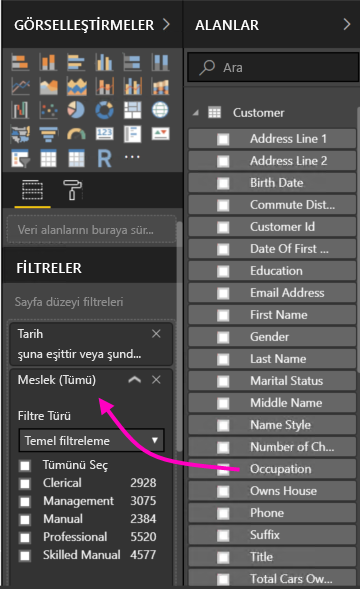 GÖRSELLEŞTİRMELER
R
Veri alanlarını buraya sür...
FİLTRELER
Sayfa düzeyi filtreleri
Tarih
şuna eşittir veya şund...
Meslek (Tümü)
Filtre Türü
Temel filtreleme
Tümünü Seç
Clerical 2928
Management 3075
Manual 2384
Professional 5520
Skilled Manual 4577
ALANLAR
Ara
Customer
Address Line 1
Address Line 2
Birth Date
Commute Dist...
Customer Id
Date Of First ...
Education
Email Address
First Name
Gender
Last Name
Marital Status
Middle Name
Name Style
Number of Ch...
Occupation
Owns House
Phone
Suffix
Title
Total Cars Ow...